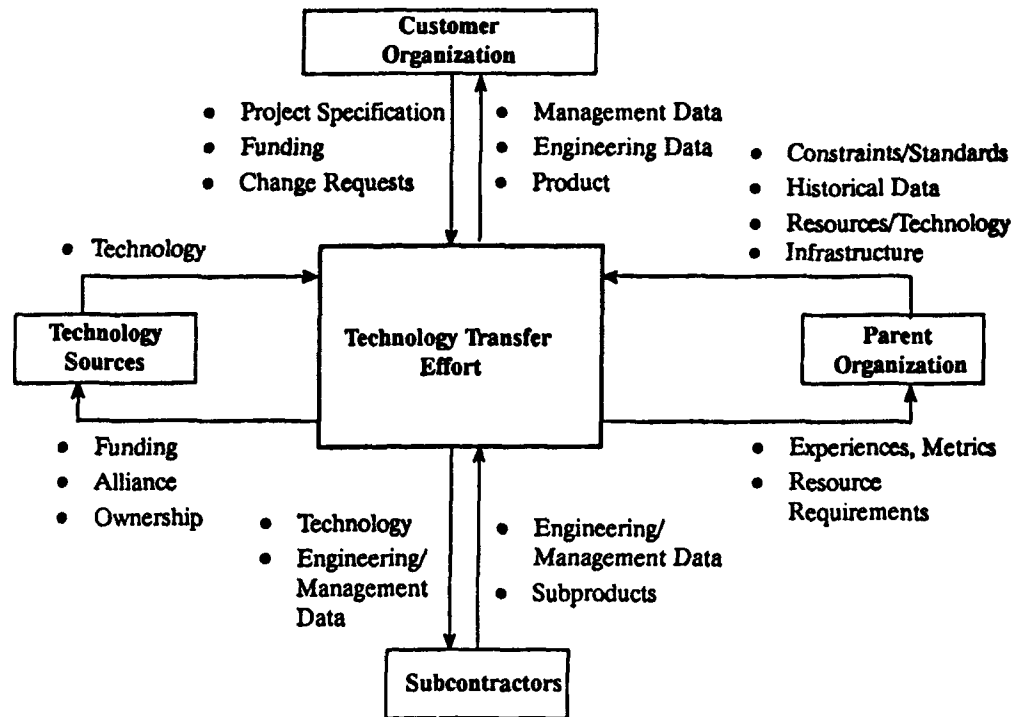 Customer
Organization
• Project Specification
• Funding
• Change Requests
• Management Data
• Engineering Data
• Product
• Constraints/Standards
• Historical Data
• Resources/Technology
• Infrastructure
• Technology
Technology
Sources
Technology Transfer
Effort
Parent
Organization
• Funding
• Alliance
• Ownership
• Experiences, Metrics
• Resource
Requirements
• Technology
• Engineering/
Management
Data
• Engineering/
Management Data
• Subproducts
Subcontractors